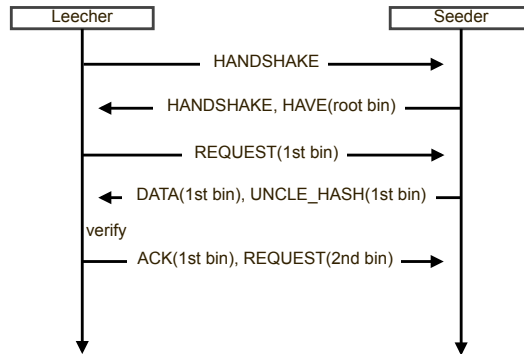 Leecher
Seeder
HANDSHAKE
HANDSHAKE, HAVE(root bin)
REQUEST(1st bin)
DATA(1st bin), UNCLE_HASH(1st bin)
verify
ACK(1st bin), REQUEST(2nd bin)